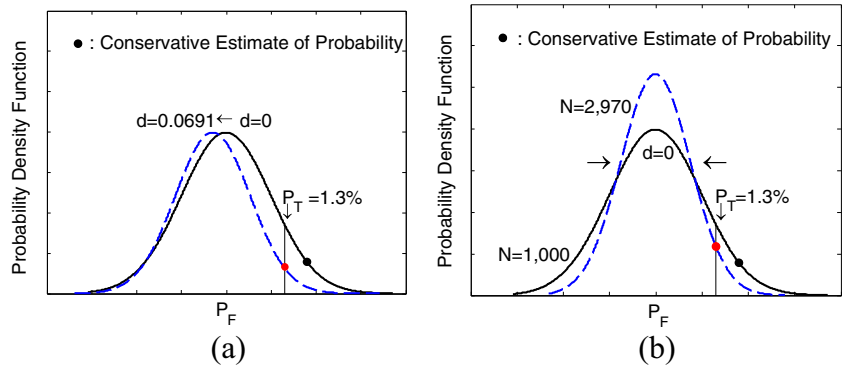 Probability Density Function
● : Conservative Estimate of Probability
d=0.0691← d=0
P_T =1.3%
↓
P_F
(a)
Probability Density Function
● : Conservative Estimate of Probability
N=2,970
→ ←
d=0
P_T =1.3%
↓
N=1,000
P_F
(b)